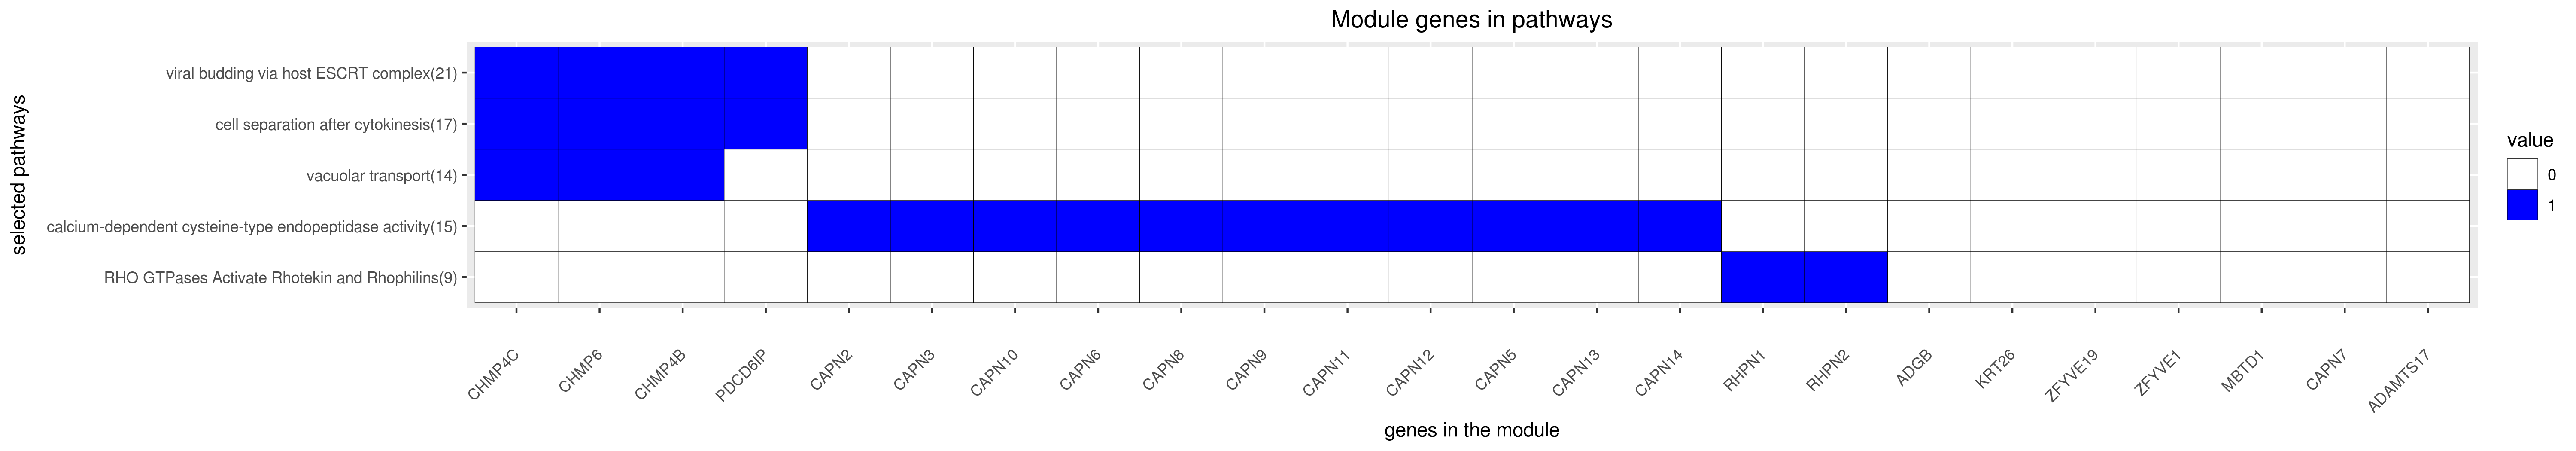 Module genes in pathways
selected pathways
viral budding via host ESCRT complex(21)
cell separation after cytokinesis(17)
vacuolar transport(14)
calcium-dependent cysteine-type endopeptidase activity(15)
RHO GTPases Activate Rhotekin and Rhophilins(9)
CHMP4C
CHMP6
CHMP4B
PDCD6IP
CAPN2
CAPN3
CAPN10
CAPN6
CAPN8
CAPN9
CAPN11
CAPN12
CAPN5
CAPN13
CAPN14
RHPN1
RHPN2
ADGB
KRT26
ZFYVE19
ZFYVE1
MBTD1
CAPN7
ADAMTS17
genes in the module
value
0
1